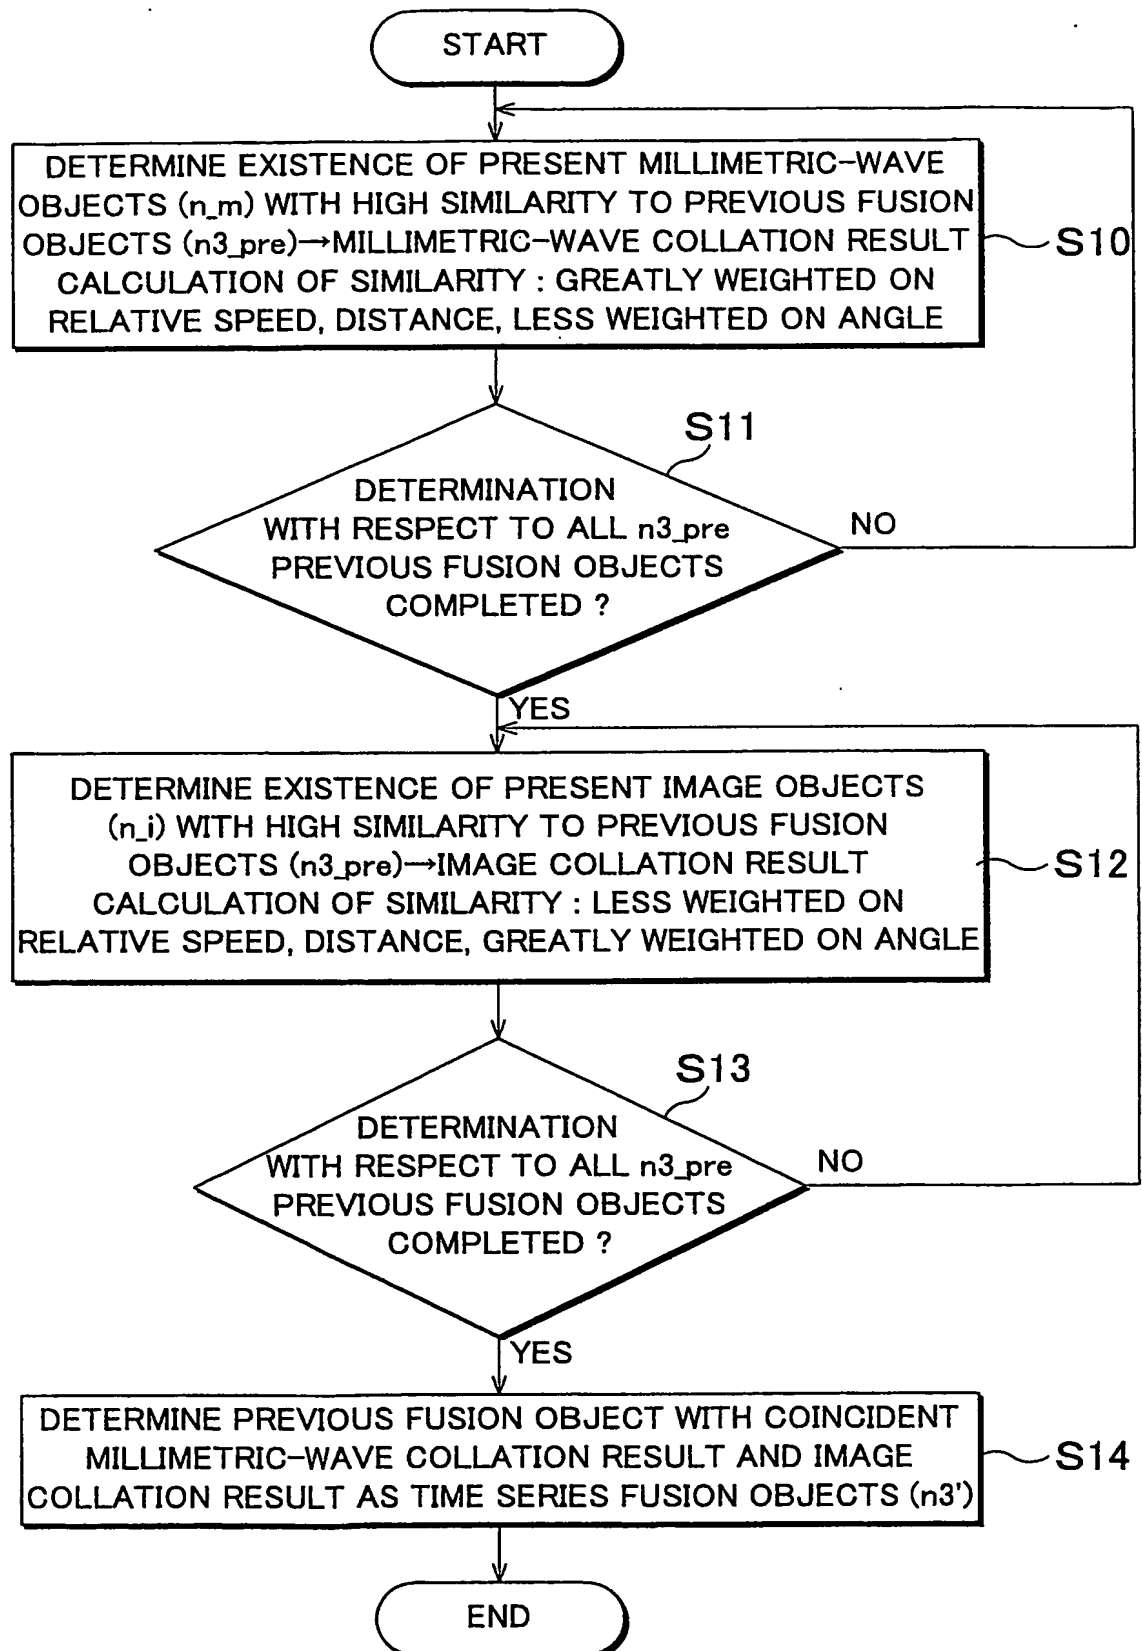 START
DETERMINE EXISTENCE OF PRESENT MILLIMETRIC-WAVE
OBJECTS (n_m) WITH HIGH SIMILARITY TO PREVIOUS FUSION
OBJECTS (n3_pre)→MILLIMETRIC-WAVE COLLATION RESULT
CALCULATION OF SIMILARITY : GREATLY WEIGHTED ON
RELATIVE SPEED, DISTANCE, LESS WEIGHTED ON ANGLE
S10
S11
DETERMINATION
WITH RESPECT TO ALL n3_pre
PREVIOUS FUSION OBJECTS
COMPLETED ?
NO
YES
DETERMINE EXISTENCE OF PRESENT IMAGE OBJECTS
(n_i) WITH HIGH SIMILARITY TO PREVIOUS FUSION
OBJECTS (n3_pre)→IMAGE COLLATION RESULT
CALCULATION OF SIMILARITY : LESS WEIGHTED ON
RELATIVE SPEED, DISTANCE, GREATLY WEIGHTED ON ANGLE
S12
S13
DETERMINATION
WITH RESPECT TO ALL n3_pre
PREVIOUS FUSION OBJECTS
COMPLETED ?
NO
YES
DETERMINE PREVIOUS FUSION OBJECT WITH COINCIDENT
MILLIMETRIC-WAVE COLLATION RESULT AND IMAGE
COLLATION RESULT AS TIME SERIES FUSION OBJECTS (n3')
S14
END